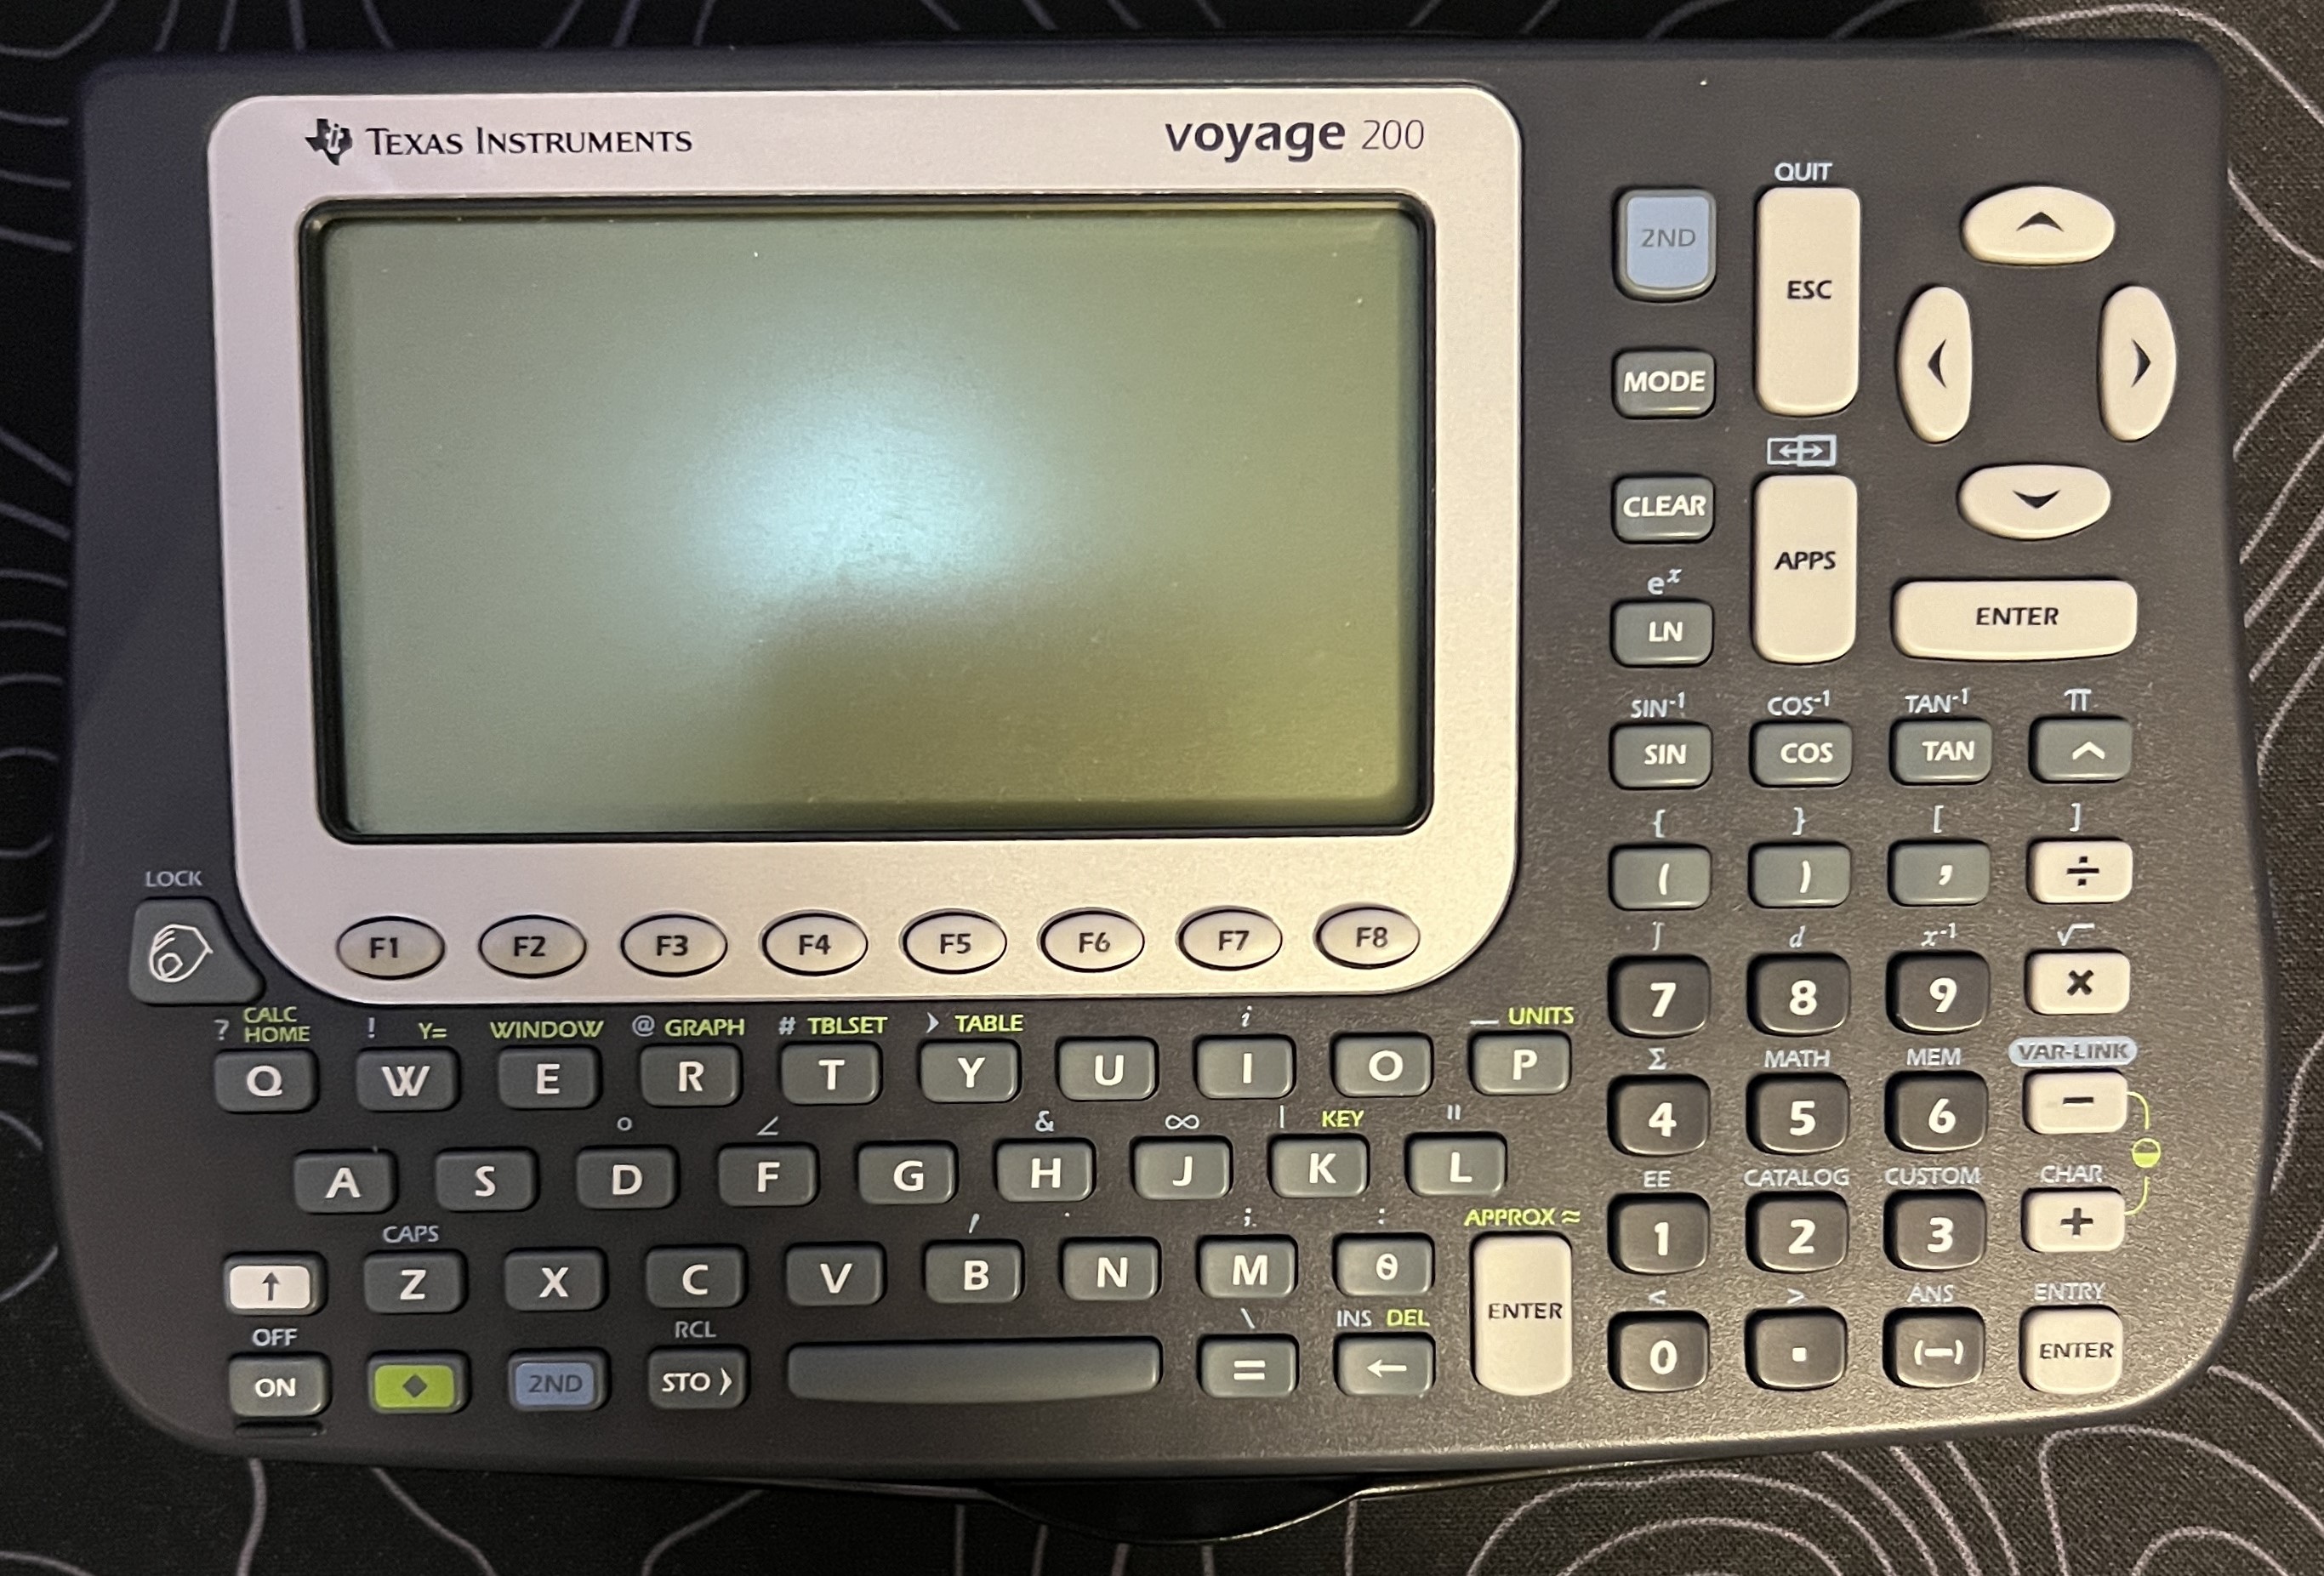 TEXAS INSTRUMENTS voyage 200
QUIT
2ND ESC
MODE
CLEAR
APPS
eˣ
LN ENTER
SIN⁻¹ COS⁻¹ TAN⁻¹ π
SIN COS TAN ^
{ } [ ]
( ) , ÷
LOCK
F1 F2 F3 F4 F5 F6 F7 F8
∫ d x⁻¹ √
7 8 9 ×
? CALC HOME ! Y= WINDOW @ GRAPH # TBLSET > TABLE i _ UNITS
Q W E R T Y U I O P
Σ MATH MEM VAR-LINK
4 5 6 −
° ∠ & ∞ | KEY "
A S D F G H J K L
EE CATALOG CUSTOM CHAR
1 2 3 +
CAPS ' . ; : APPROX ≈
↑ Z X C V B N M θ ENTER
< > ANS ENTRY
0 . (−) ENTER
OFF RCL \ INS DEL
ON ◆ 2ND STO > = ←